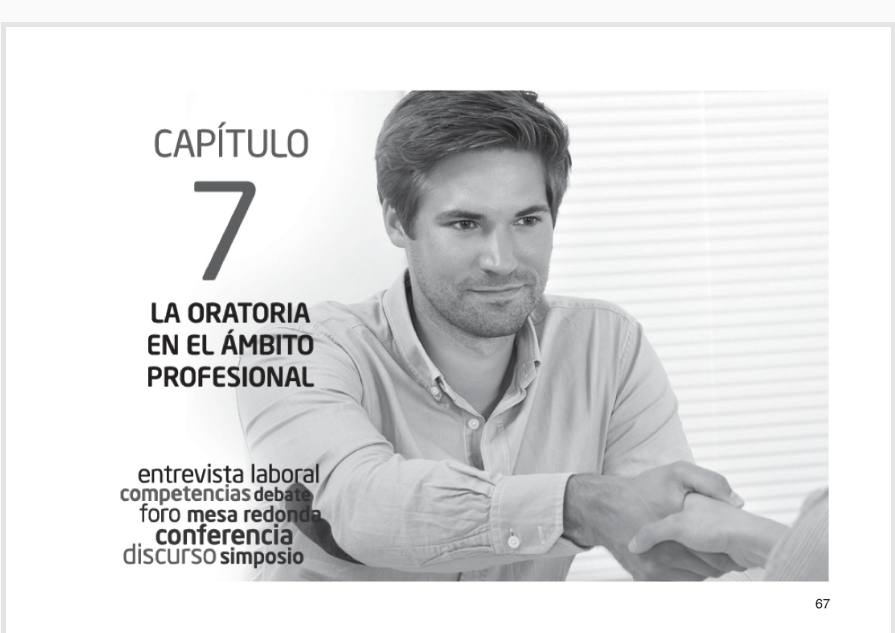 CAPÍTULO
7
LA ORATORIA
EN EL ÁMBITO
PROFESIONAL
entrevista laboral
competencias debate
foro mesa redonda
conferencia
discurso simposio
67